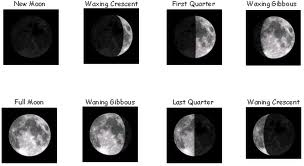 New Moon
Waxing Crescent
First Quarter
Waxing Gibbous
Full Moon
Waning Gibbous
Last Quarter
Waning Crescent